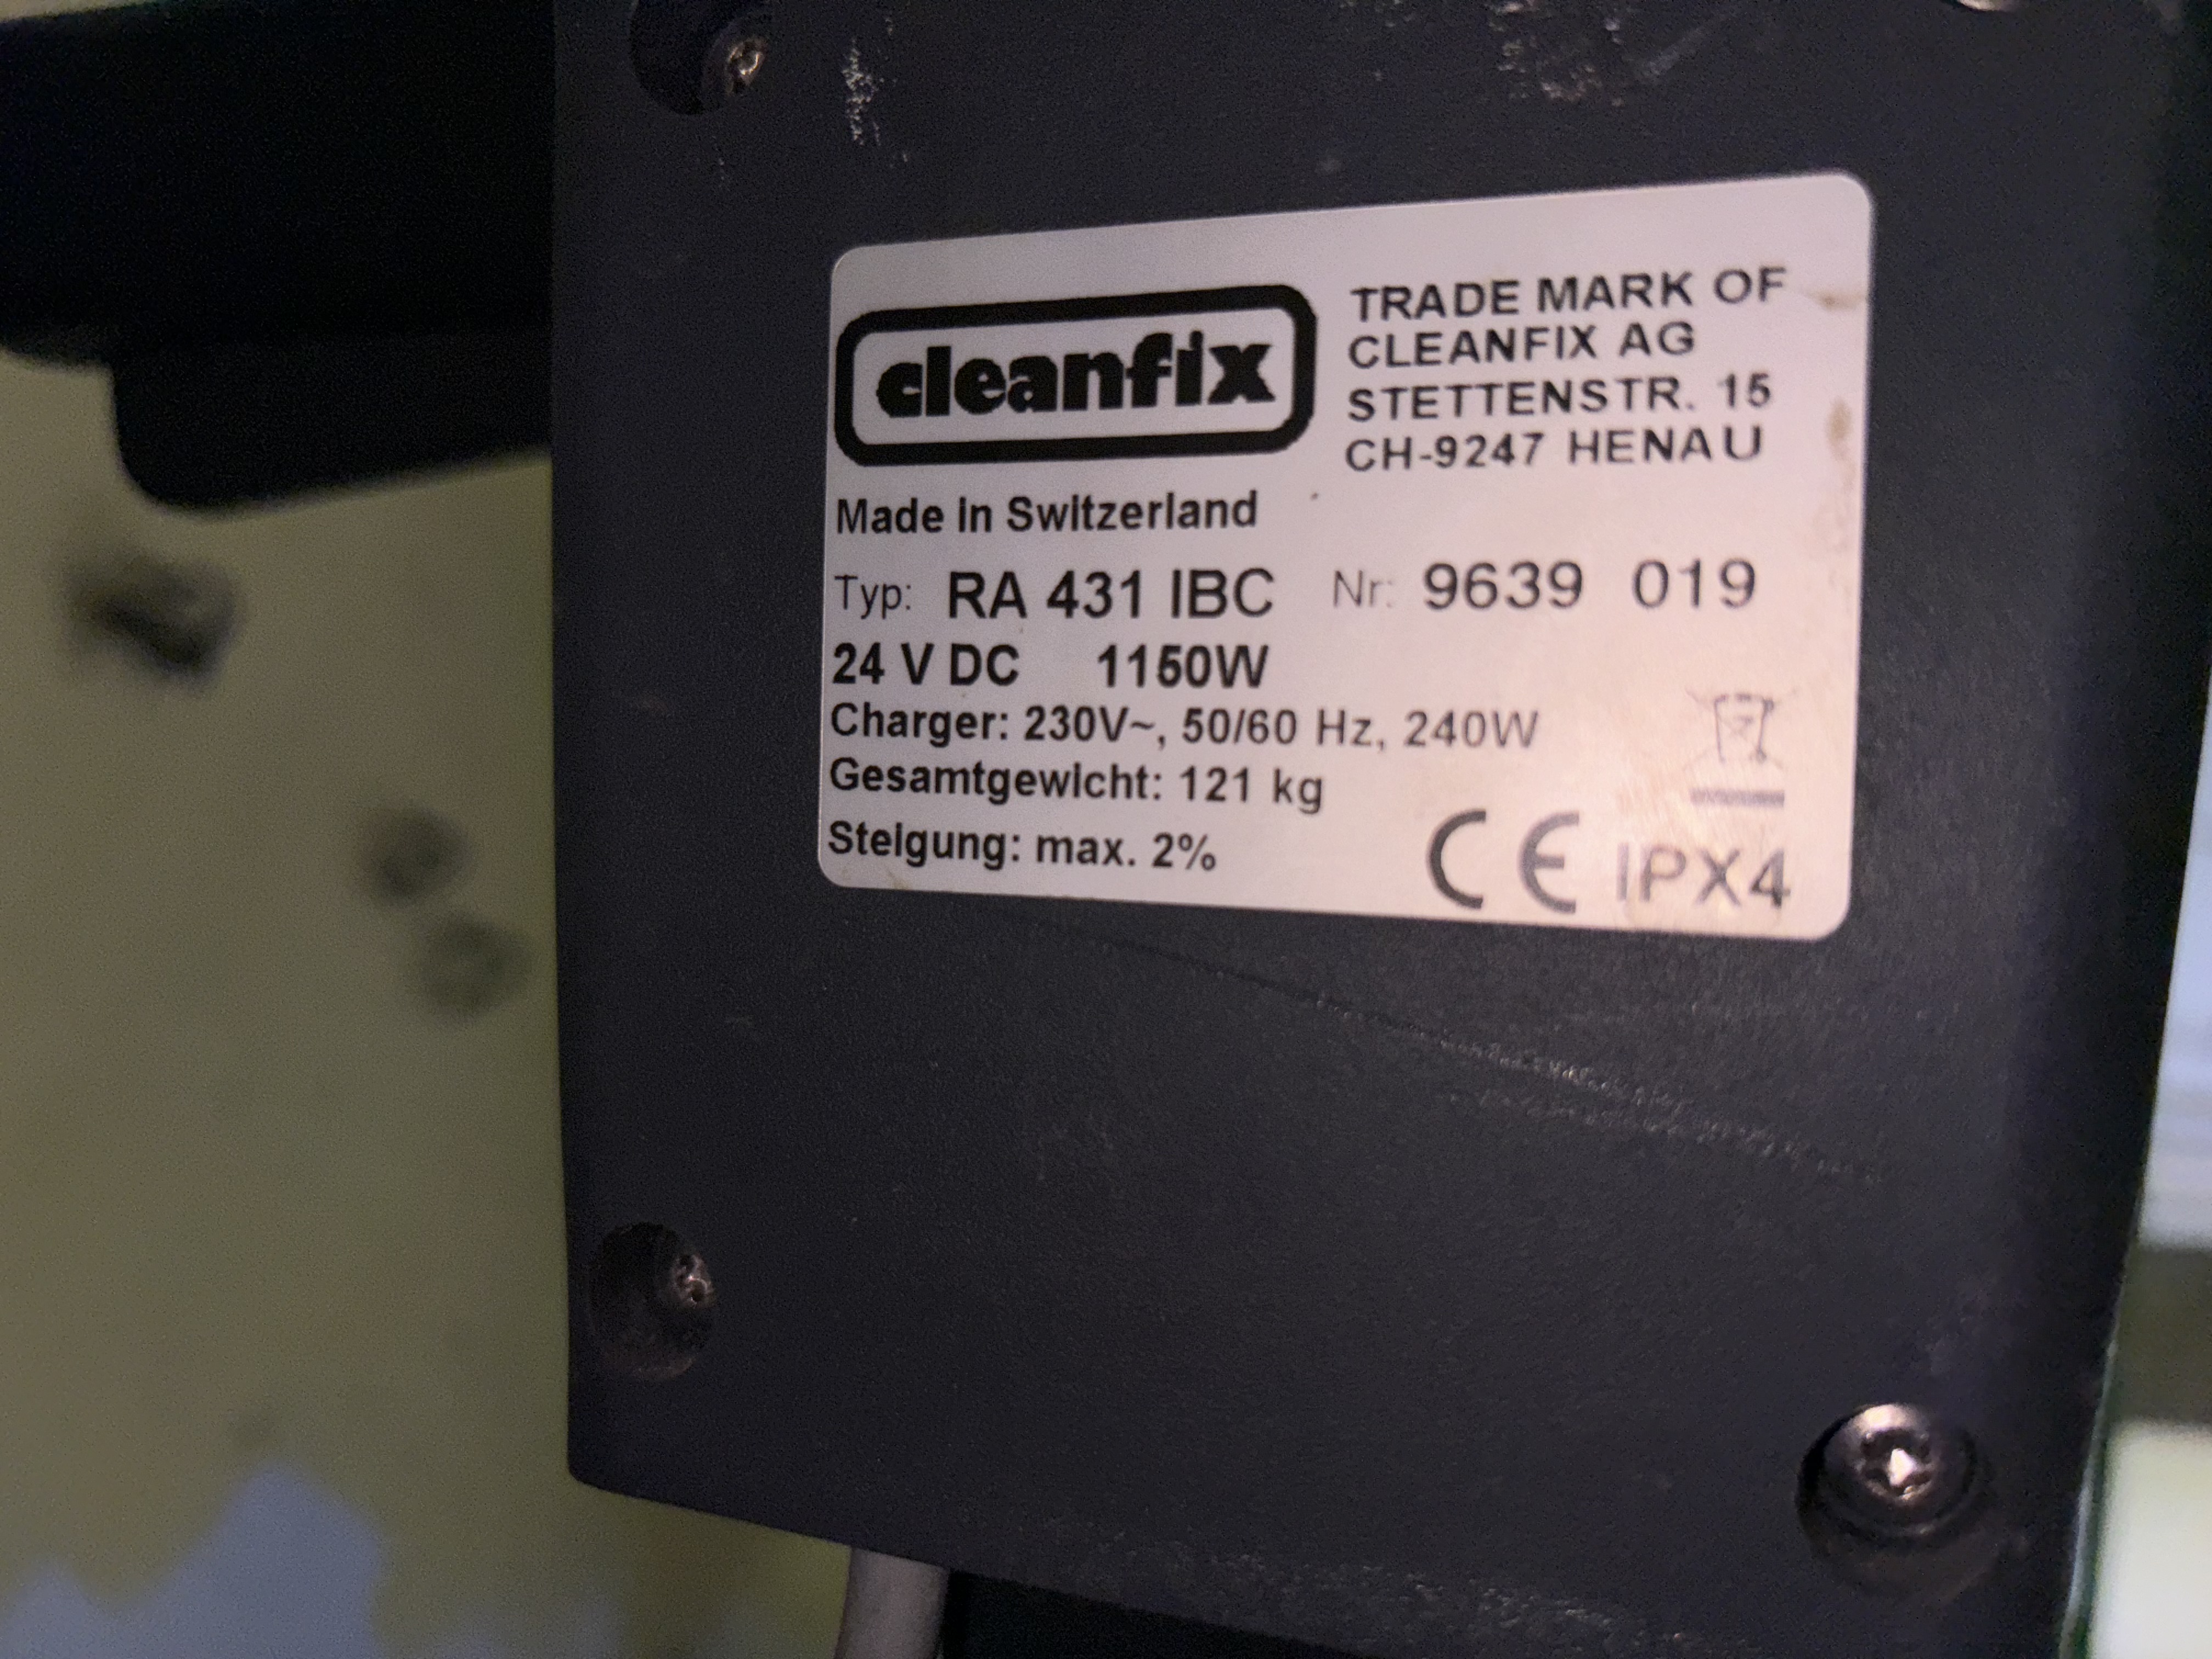 cleanfix
TRADE MARK OF
CLEANFIX AG
STETTENSTR. 15
CH-9247 HENAU
Made in Switzerland
Typ: RA 431 IBC Nr: 9639 019
24 V DC 1150W
Charger: 230V~, 50/60 Hz, 240W
Gesamtgewicht: 121 kg
Steigung: max. 2%
CE IPX4